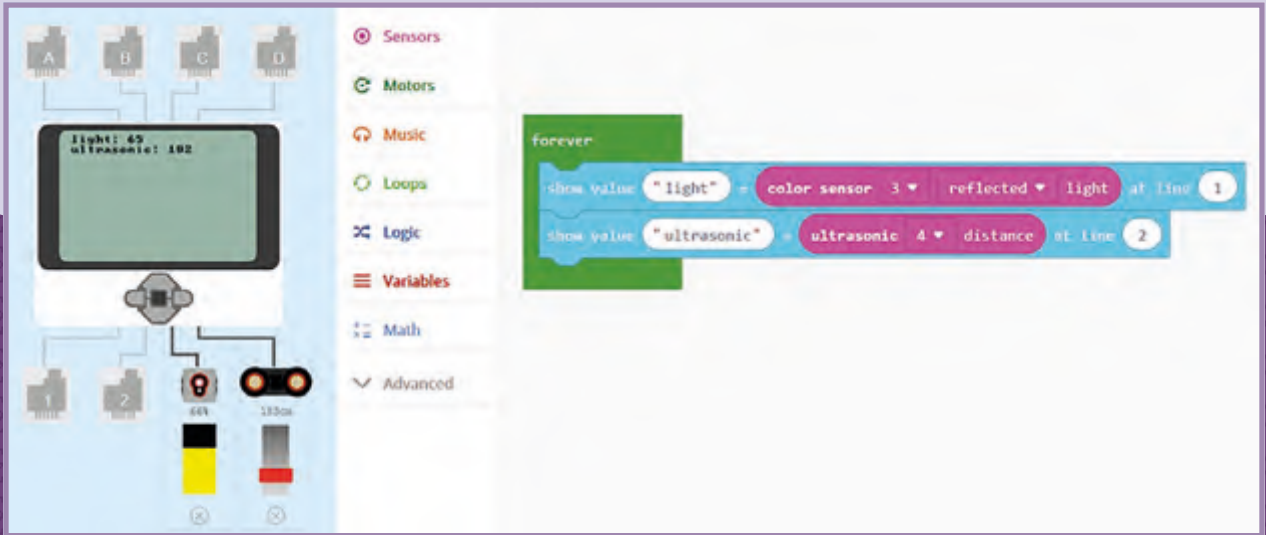 A B C D
light: 65
ultrasonic: 102
1 2
66%
Sensors
Motors
Music
Loops
Logic
Variables
Math
Advanced
forever
show value "light" = color sensor 3 reflected light at line 1
show value "ultrasonic" = ultrasonic 4 distance at line 2